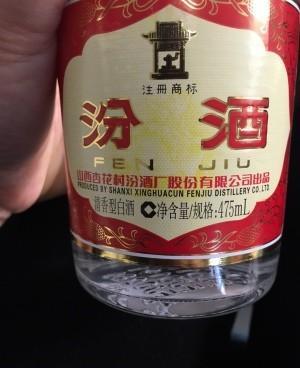 注册商标
汾酒
FEN JIU
山西杏花村汾酒厂股份有限公司出品
PRODUCED BY SHANXI XINGHUACUN FENJIU DISTILLERY CO. LTD.
清香型白酒 C 净含量/规格:475mL